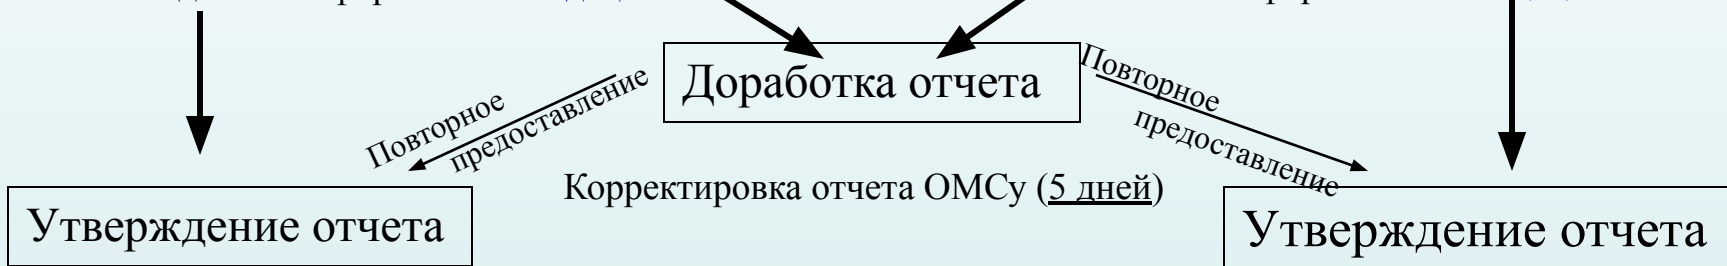 Доработка отчета
Повторное
предоставление
Повторное
предоставление
Корректировка отчета ОМСу (5 дней)
Утверждение отчета
Утверждение отчета